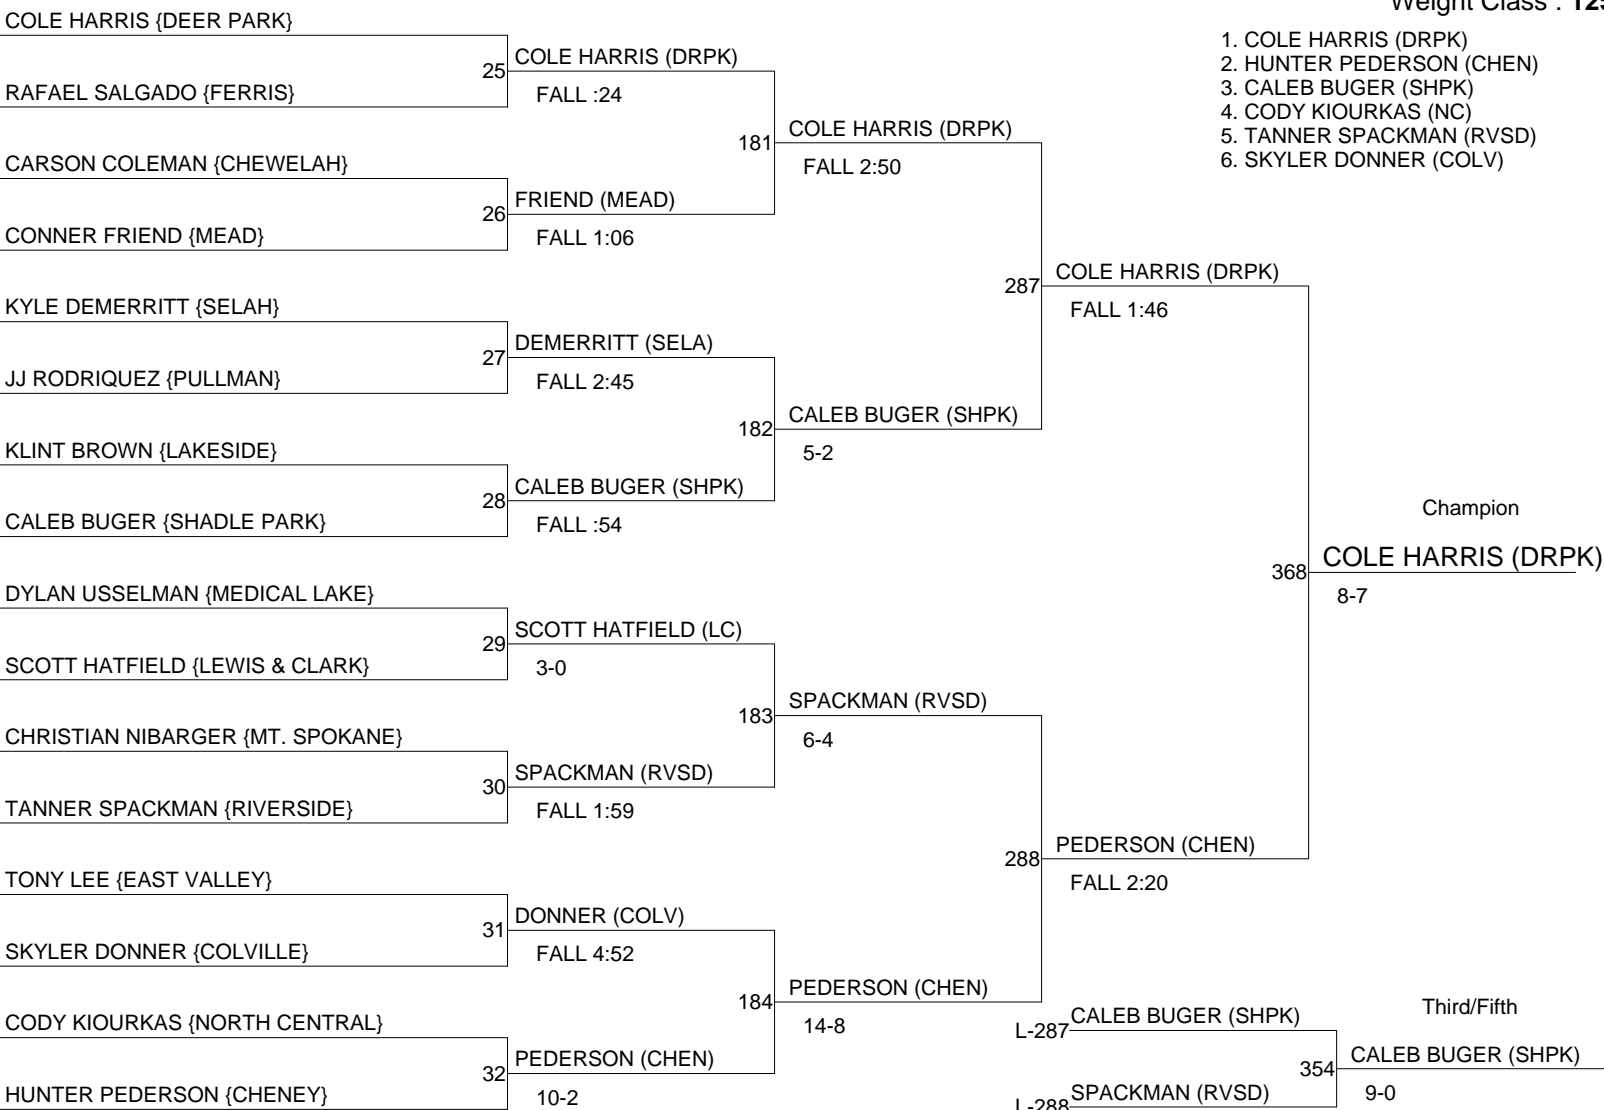 Weight Class : 125
1. COLE HARRIS (DRPK)
2. HUNTER PEDERSON (CHEN)
3. CALEB BUGER (SHPK)
4. CODY KIOURKAS (NC)
5. TANNER SPACKMAN (RVSD)
6. SKYLER DONNER (COLV)
COLE HARRIS {DEER PARK}
25 COLE HARRIS (DRPK)
RAFAEL SALGADO {FERRIS}
FALL :24
181 COLE HARRIS (DRPK)
CARSON COLEMAN {CHEWELAH}
FALL 2:50
26 FRIEND (MEAD)
CONNER FRIEND {MEAD}
FALL 1:06
287 COLE HARRIS (DRPK)
KYLE DEMERRITT {SELAH}
FALL 1:46
27 DEMERRITT (SELA)
JJ RODRIQUEZ {PULLMAN}
FALL 2:45
182 CALEB BUGER (SHPK)
KLINT BROWN {LAKESIDE}
5-2
28 CALEB BUGER (SHPK)
CALEB BUGER {SHADLE PARK}
FALL :54
Champion
368 COLE HARRIS (DRPK)
8-7
DYLAN USSELMAN {MEDICAL LAKE}
29 SCOTT HATFIELD (LC)
SCOTT HATFIELD {LEWIS & CLARK}
3-0
183 SPACKMAN (RVSD)
CHRISTIAN NIBARGER {MT. SPOKANE}
6-4
30 SPACKMAN (RVSD)
TANNER SPACKMAN {RIVERSIDE}
FALL 1:59
288 PEDERSON (CHEN)
TONY LEE {EAST VALLEY}
FALL 2:20
31 DONNER (COLV)
SKYLER DONNER {COLVILLE}
FALL 4:52
184 PEDERSON (CHEN)
CODY KIOURKAS {NORTH CENTRAL}
14-8
32 PEDERSON (CHEN)
HUNTER PEDERSON {CHENEY}
10-2
Third/Fifth
L-287 CALEB BUGER (SHPK)
354 CALEB BUGER (SHPK)
L-288 SPACKMAN (RVSD)
9-0